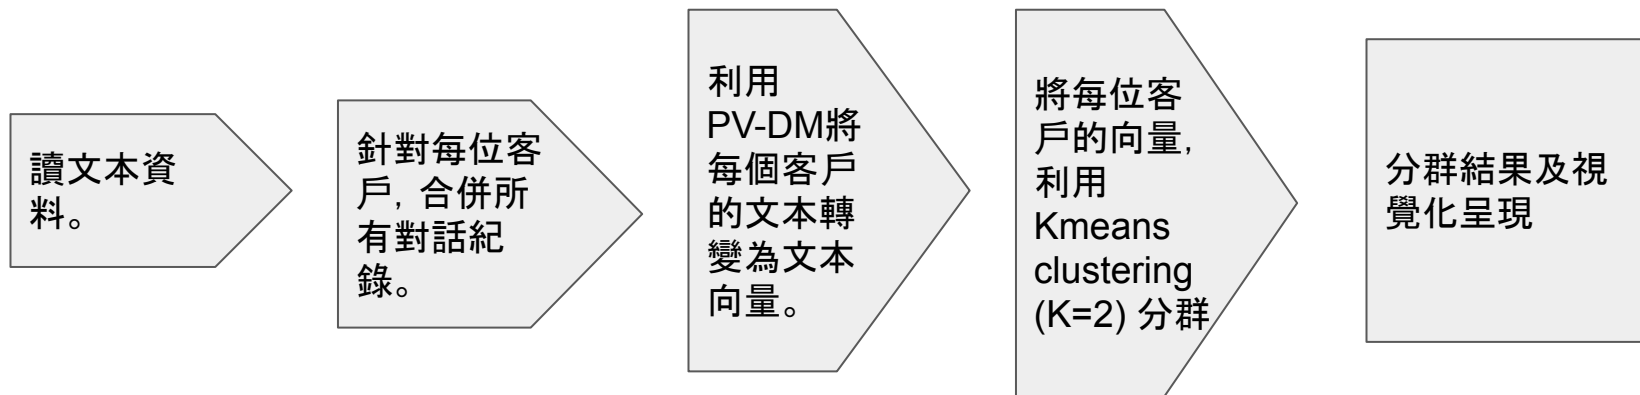 讀文本資
料。
針對每位客
戶, 合併所
有對話紀
錄。
利用
PV-DM將
每個客戶
的文本轉
變為文本
向量。
將每位客
戶的向量,
利用
Kmeans
clustering
(K=2) 分群
分群結果及視
覺化呈現